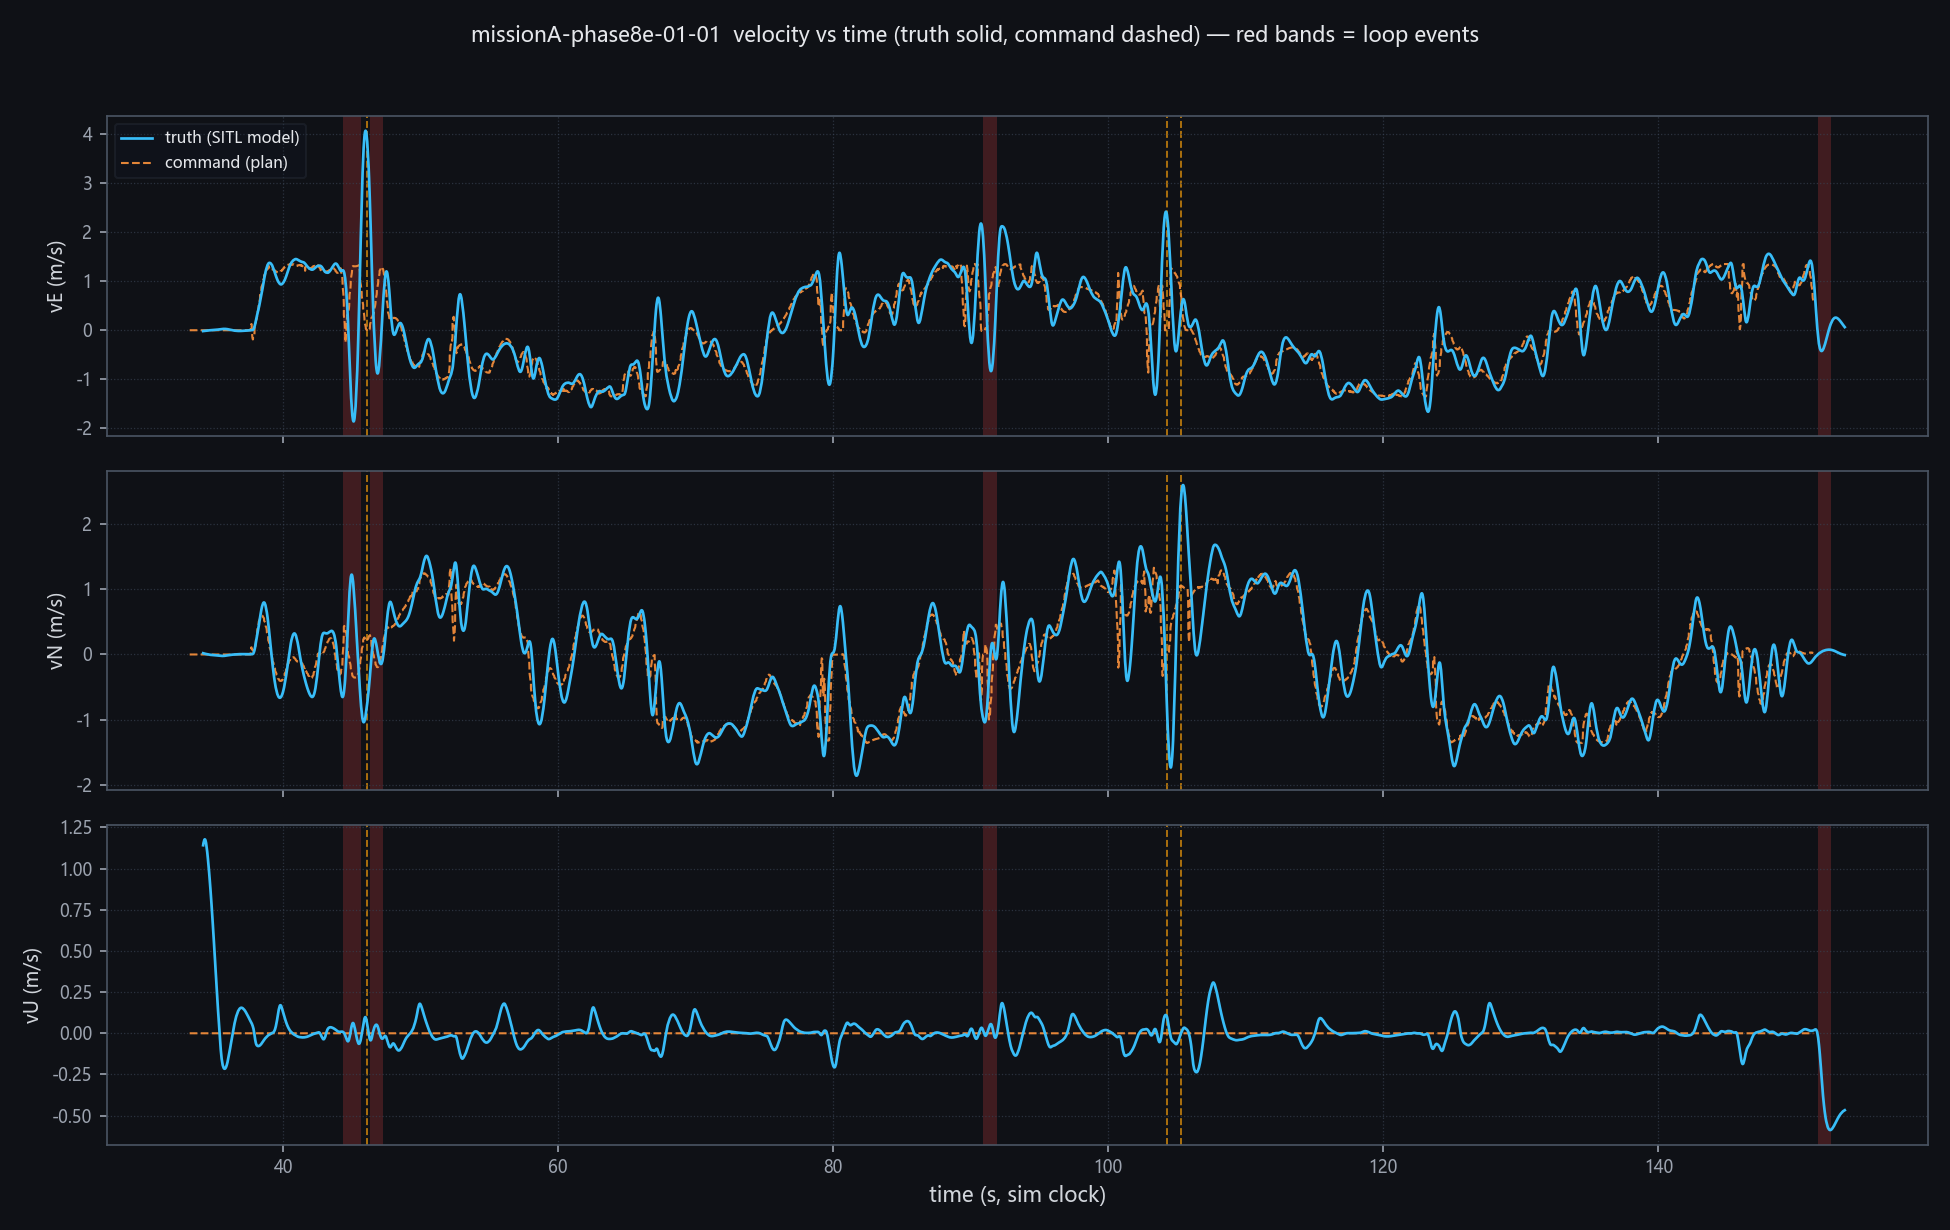 missionA-phase8e-01-01  velocity vs time (truth solid, command dashed) — red bands = loop events
truth (SITL model)
command (plan)
vE (m/s)
4
3
2
1
0
-1
-2
vN (m/s)
2
1
0
-1
-2
vU (m/s)
1.25
1.00
0.75
0.50
0.25
0.00
-0.25
-0.50
40 60 80 100 120 140
time (s, sim clock)